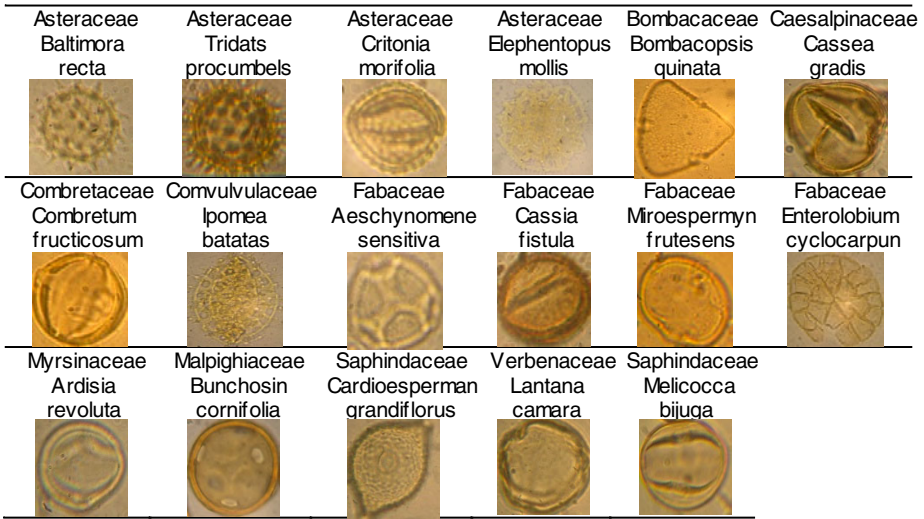 Asteraceae
Baltimora
recta
Asteraceae
Tridats
procumbels
Asteraceae
Critonia
morifolia
Asteraceae
Elephentopus
mollis
Bombacaceae
Bombacopsis
quinata
Caesalpinaceae
Cassea
gradis
Combretaceae
Combretum
fructicosum
Comvulvulaceae
Ipomea
batatas
Fabaceae
Aeschynomene
sensitiva
Fabaceae
Cassia
fistula
Fabaceae
Miroespermyn
frutesens
Fabaceae
Enterolobium
cyclocarpun
Myrsinaceae
Ardisia
revoluta
Malpighiaceae
Bunchosin
cornifolia
Saphindaceae
Cardioesperman
grandiflorus
Verbenaceae
Lantana
camara
Saphindaceae
Melicocca
bijuga